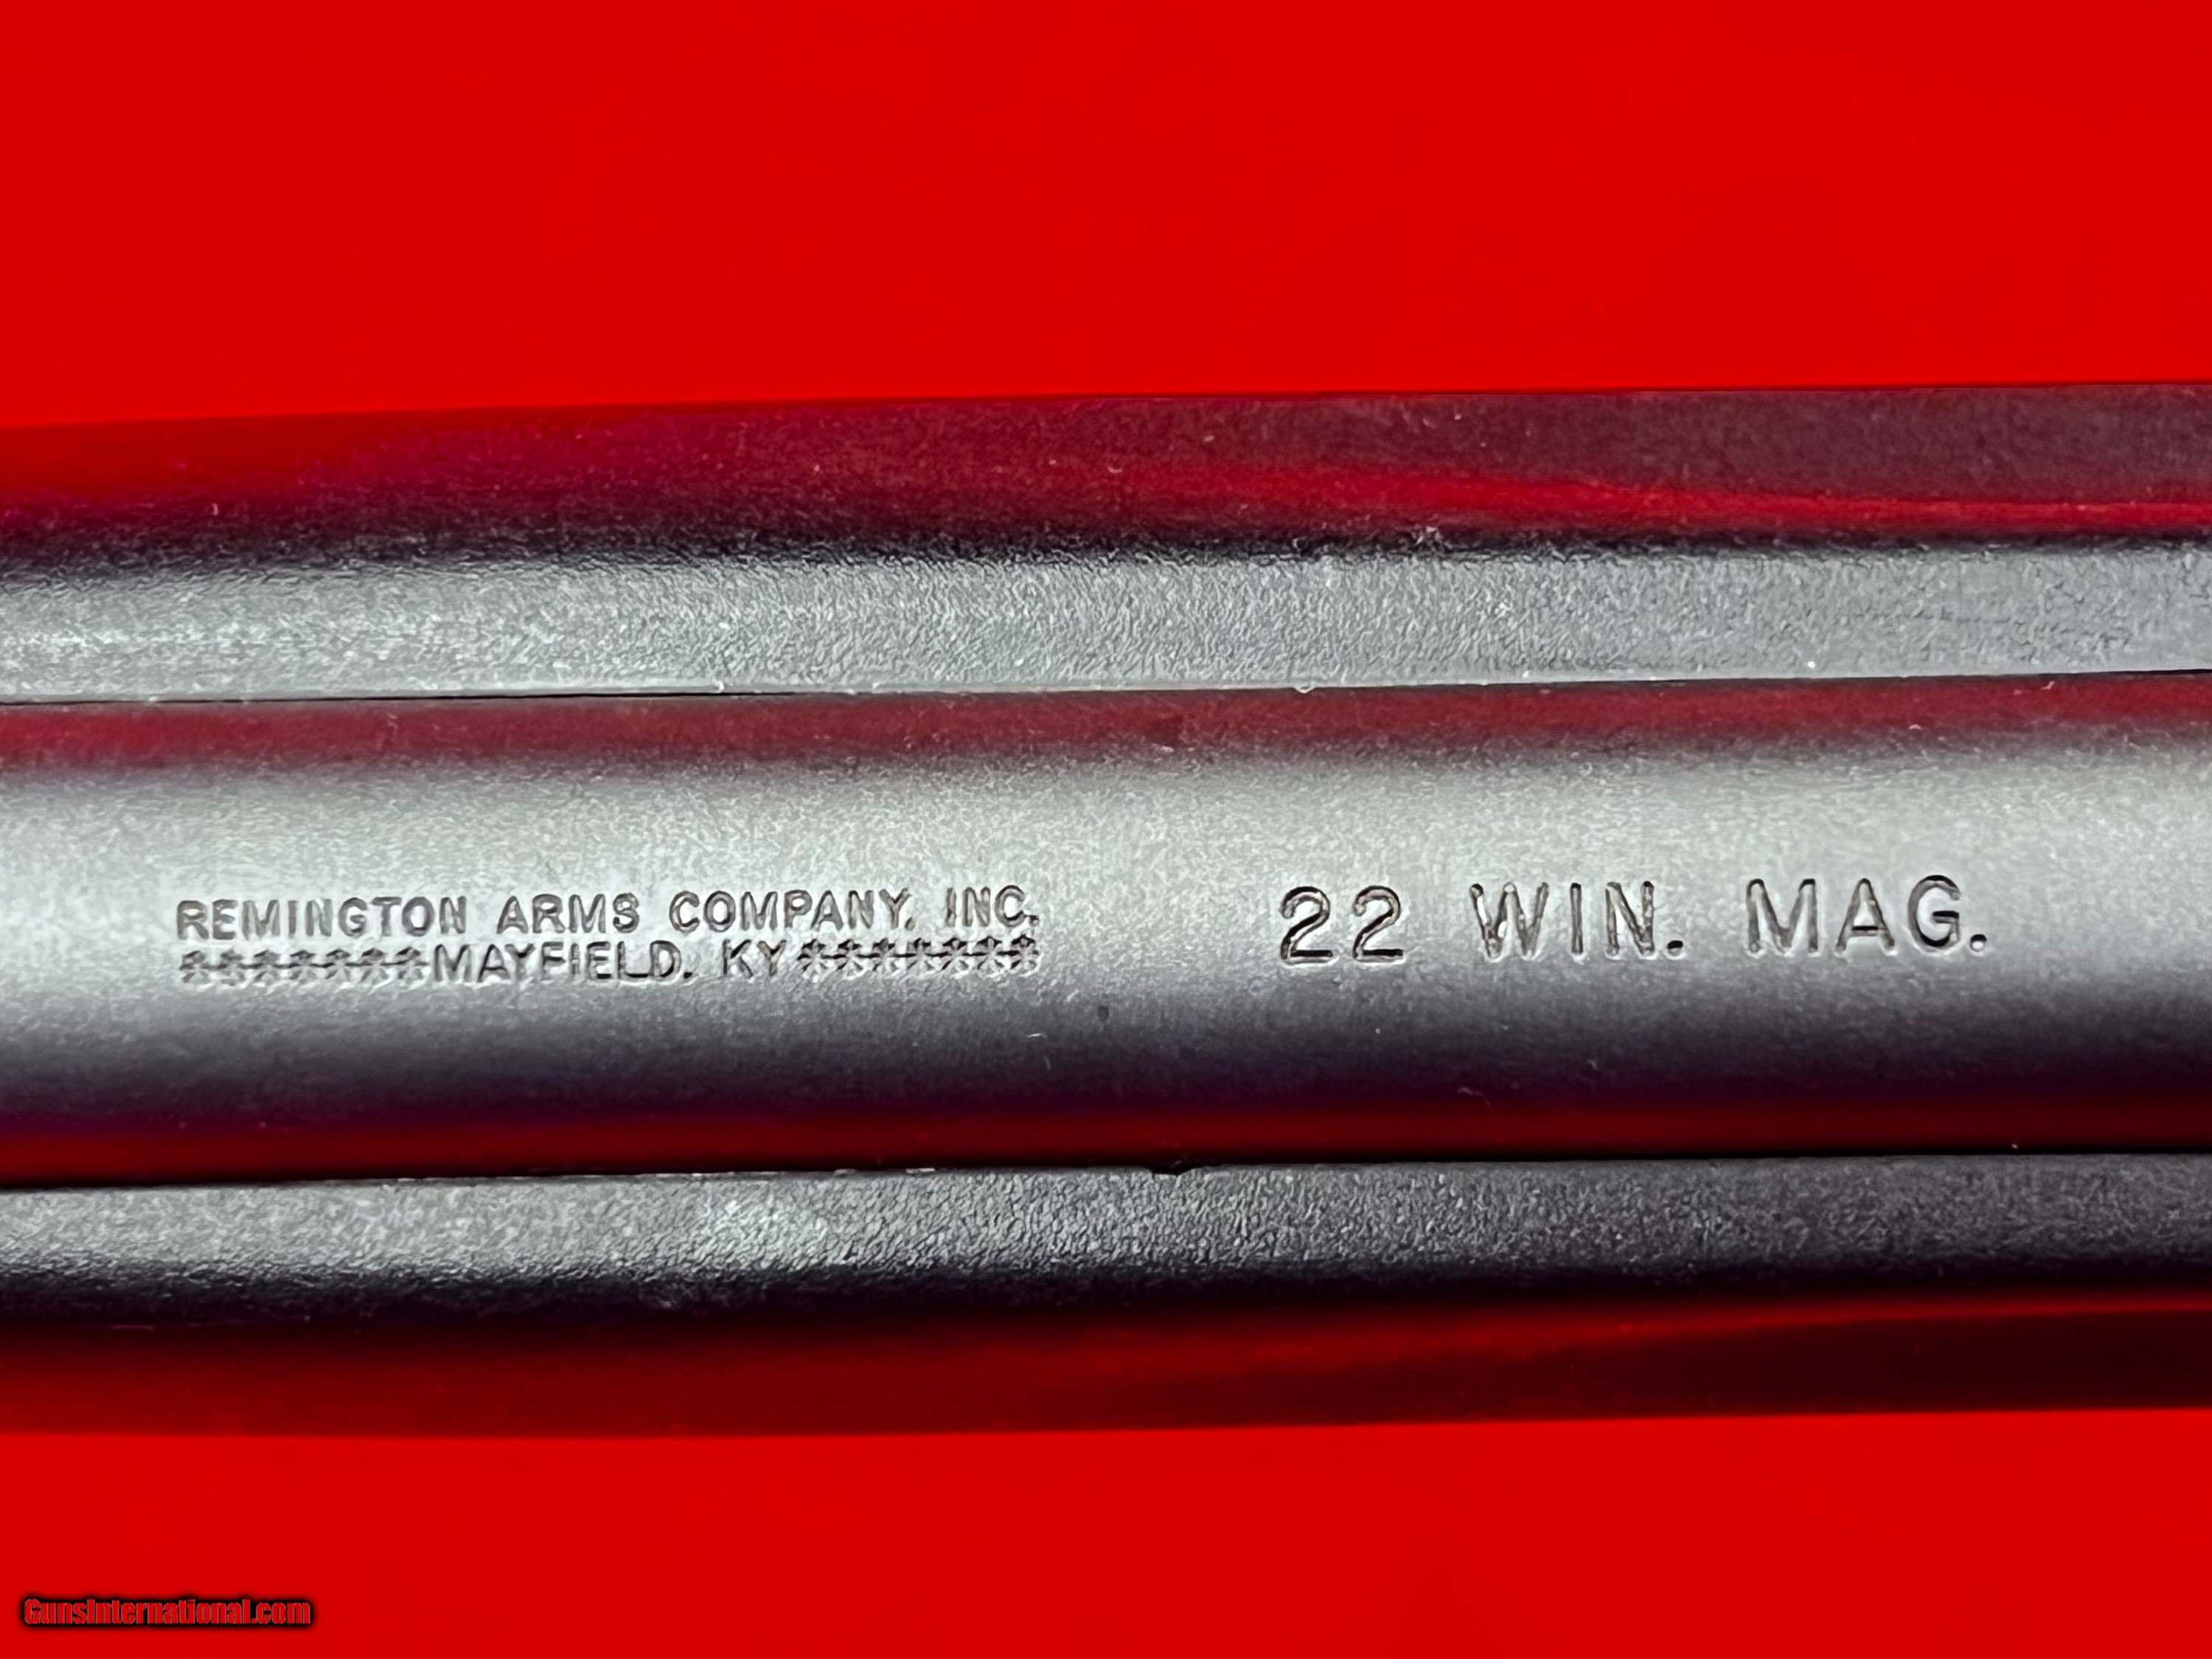 REMINGTON ARMS COMPANY, INC.
*******MAYFIELD, KY*******
22 WIN. MAG.
GunsInternational.com